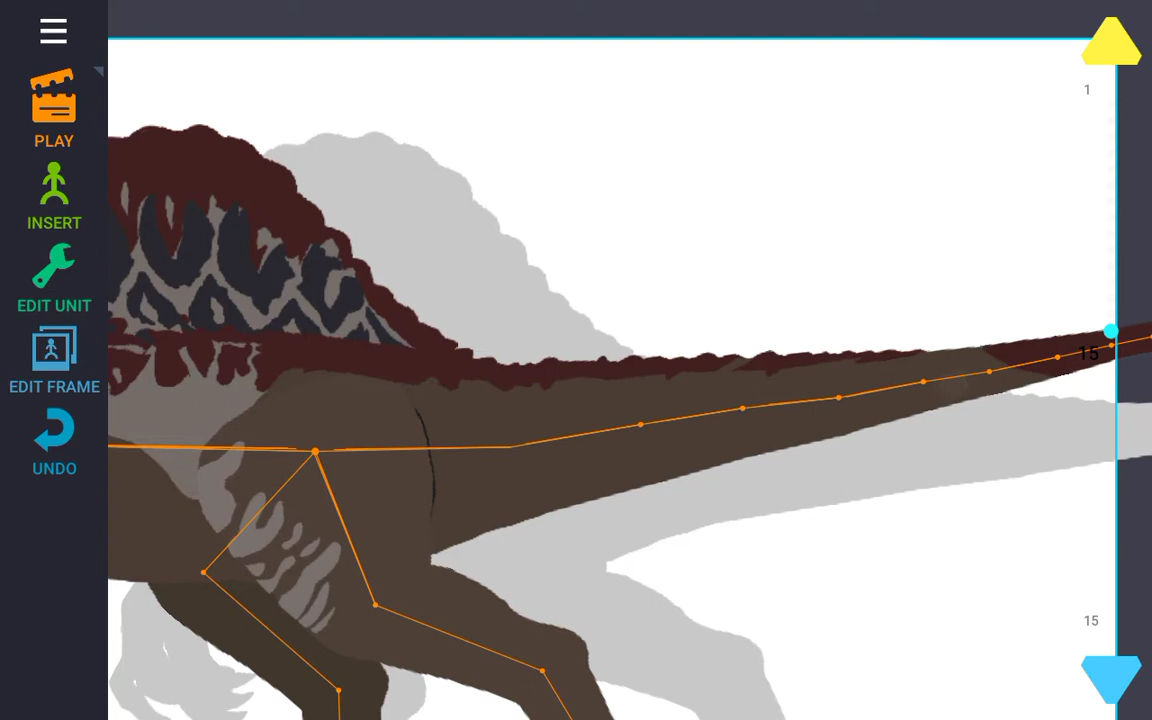 1
PLAY
INSERT
EDIT UNIT
15
EDIT FRAME
UNDO
15